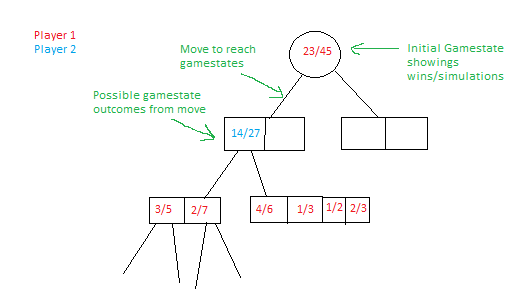 Player 1
Player 2
Move to reach
gamestates
23/45
Initial Gamestate
showings
wins/simulations
Possible gamestate
outcomes from move
14/27
3/5 2/7
4/6 1/3 1/2 2/3